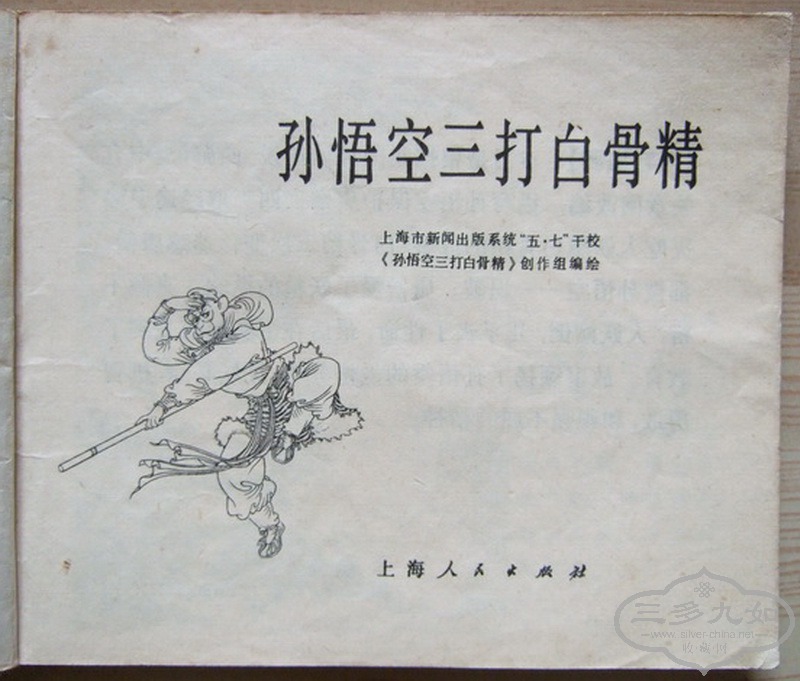 孙悟空三打白骨精
上海市新闻出版系统“五·七”干校
《孙悟空三打白骨精》创作组编绘
上海人民出版社
三多九如
www.silver-china.net
收藏网